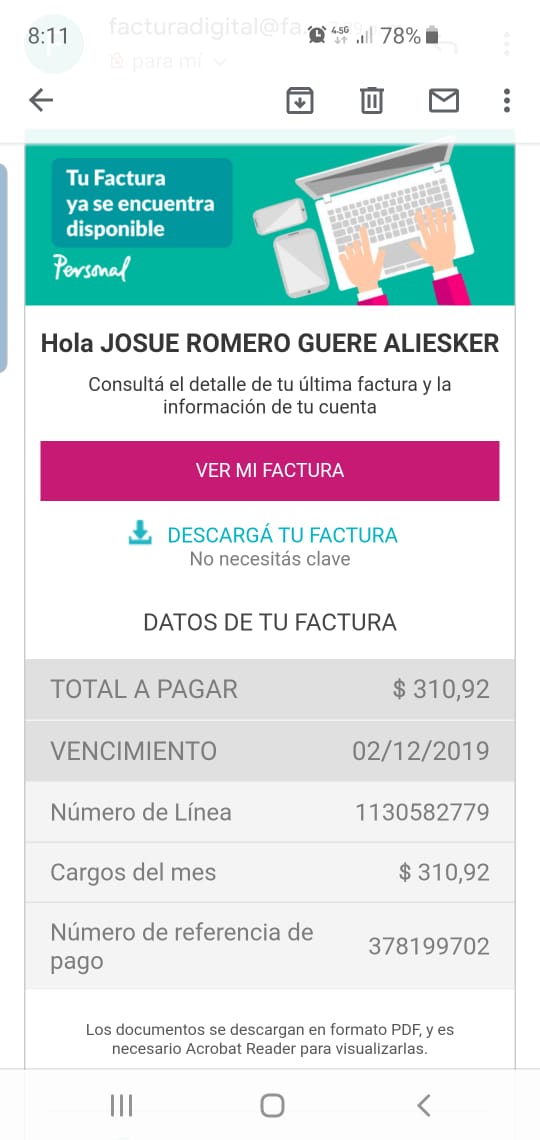 8:11
facturadigital@fa...
4.5G
78%
para mí
Tu Factura
ya se encuentra
disponible
Personal
Hola JOSUE ROMERO GUERE ALIESKER
Consultá el detalle de tu última factura y la
información de tu cuenta
VER MI FACTURA
DESCARGÁ TU FACTURA
No necesitás clave
DATOS DE TU FACTURA
TOTAL A PAGAR $ 310,92
VENCIMIENTO 02/12/2019
Número de Línea 1130582779
Cargos del mes $ 310,92
Número de referencia de
pago 378199702
Los documentos se descargan en formato PDF, y es
necesario Acrobat Reader para visualizarlas.